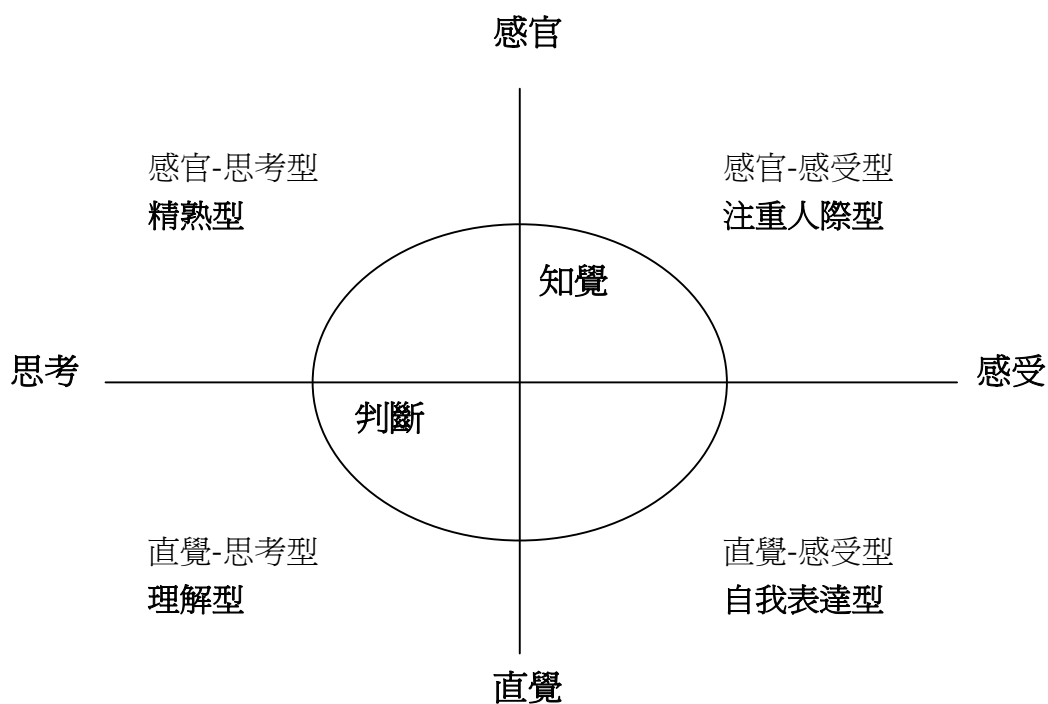 感官
感官-思考型
精熟型
感官-感受型
注重人際型
知覺
思考
感受
判斷
直覺-思考型
理解型
直覺-感受型
自我表達型
直覺